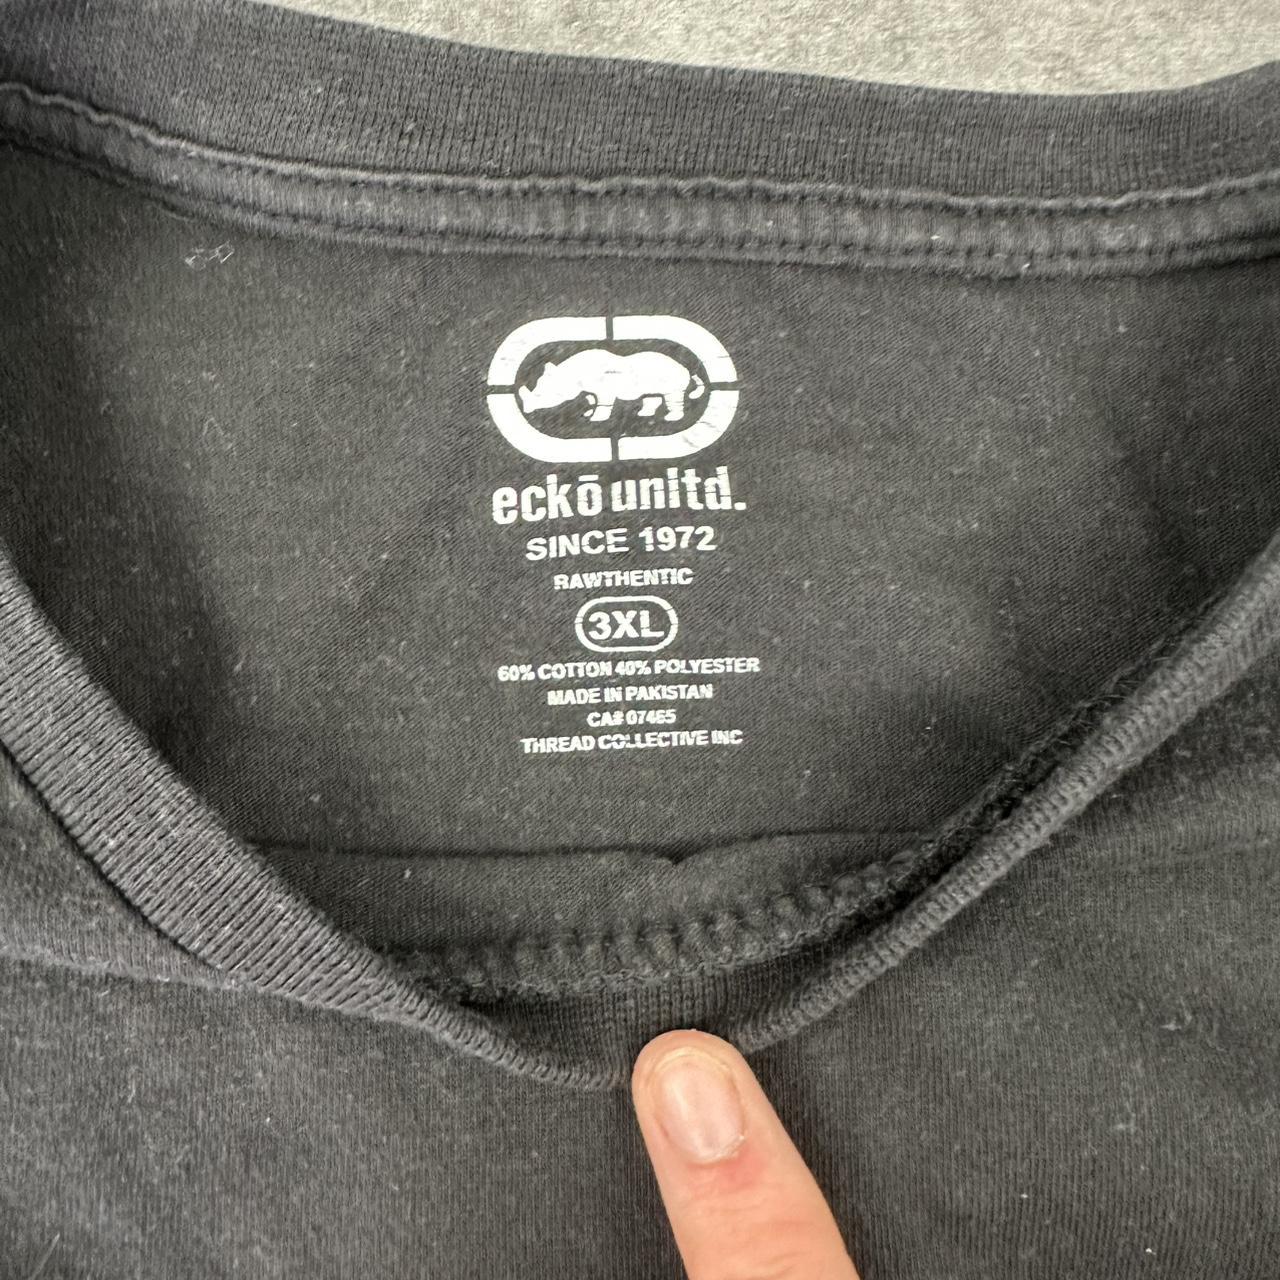 eckō unltd.
SINCE 1972
RAWTHENTIC
3XL
60% COTTON 40% POLYESTER
MADE IN PAKISTAN
CA# 07465
THREAD COLLECTIVE INC